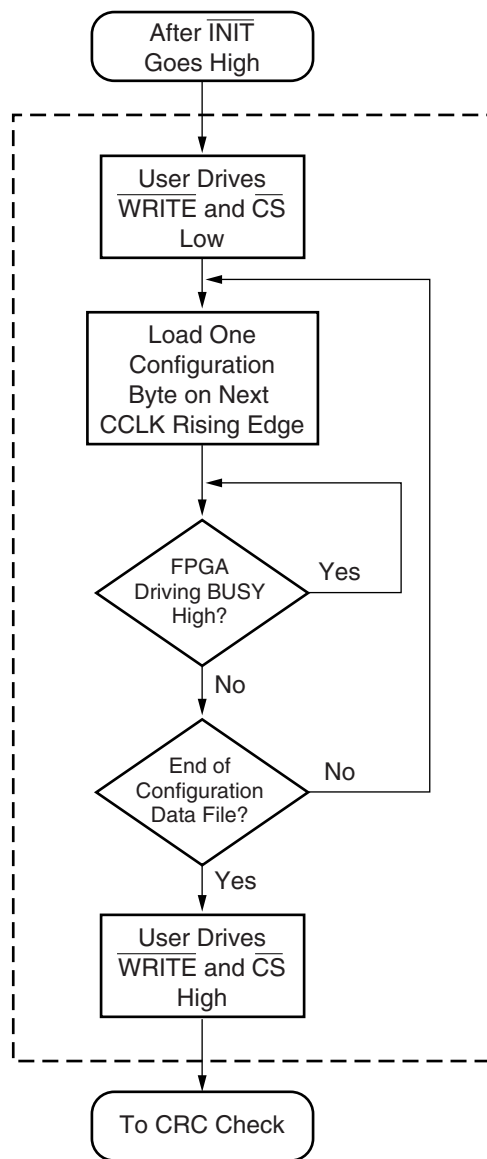 After INIT
Goes High
User Drives
WRITE and CS
Low
Load One
Configuration
Byte on Next
CCLK Rising Edge
FPGA
Driving BUSY
High?
Yes
No
End of
Configuration
Data File?
No
Yes
User Drives
WRITE and CS
High
To CRC Check